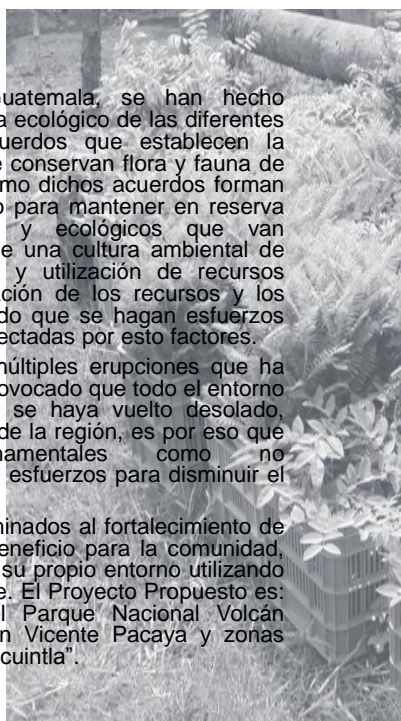 Guatemala, se han hecho
a ecológico de las diferentes
uerdos que establecen la
e conservan flora y fauna de
omo dichos acuerdos forman
o para mantener en reserva
y ecológicos que van
e una cultura ambiental de
y utilización de recursos
ación de los recursos y los
do que se hagan esfuerzos
ectadas por esto factores.
múltiples erupciones que ha
ovocado que todo el entorno
se haya vuelto desolado,
de la región, es por eso que
namentales como no
esfuerzos para disminuir el
minados al fortalecimiento de
eneficio para la comunidad,
su propio entorno utilizando
e. El Proyecto Propuesto es:
l Parque Nacional Volcán
n Vicente Pacaya y zonas
cuintla”.